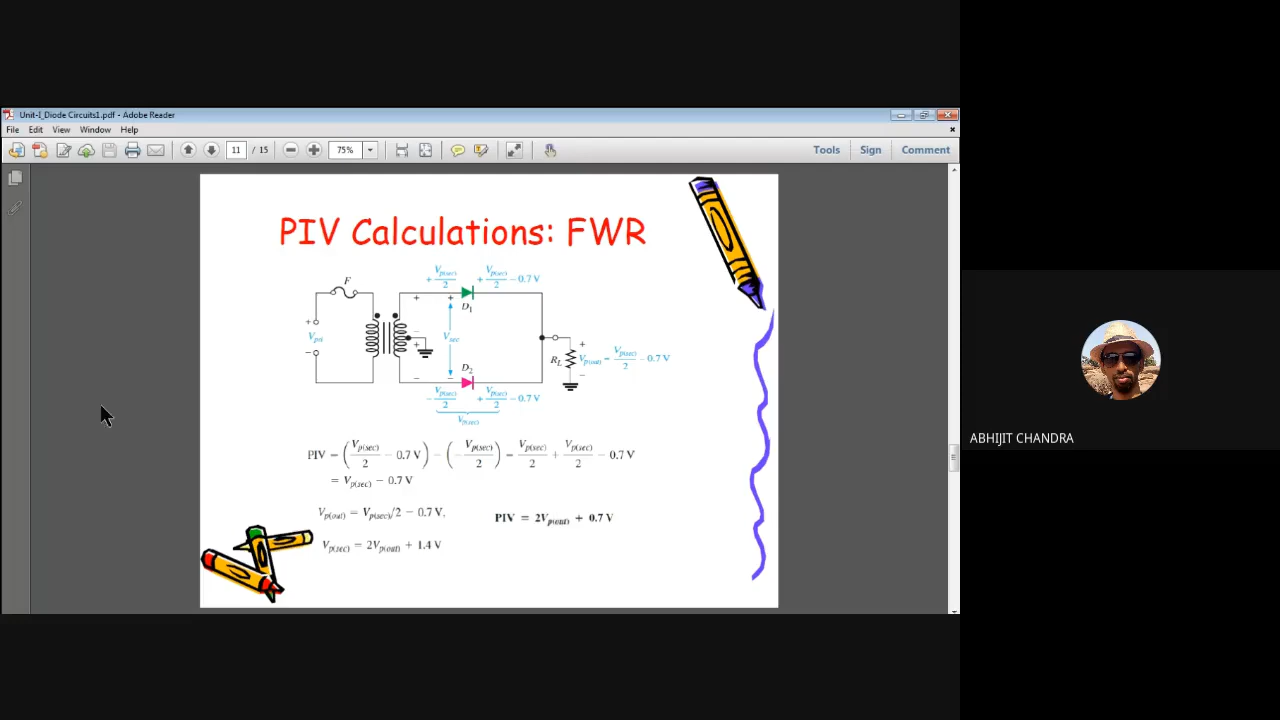 Unit-I_Diode Circuits1.pdf - Adobe Reader
File Edit View Window Help
11 / 15 75% Tools Sign Comment
PIV Calculations: FWR
+ Vp(sec)/2 + Vp(sec)/2 − 0.7 V
F
+ + D1
+ − +
Vpri Vsec
− +
D2 RL Vp(out) = Vp(sec)/2 − 0.7 V
− − −
− Vp(sec)/2 + Vp(sec)/2 − 0.7 V
Vp(sec)
PIV = (Vp(sec)/2 − 0.7 V) − (−Vp(sec)/2) = Vp(sec)/2 + Vp(sec)/2 − 0.7 V
= Vp(sec) − 0.7 V
Vp(out) = Vp(sec)/2 − 0.7 V,
PIV = 2Vp(out) + 0.7 V
Vp(sec) = 2Vp(out) + 1.4 V
ABHIJIT CHANDRA